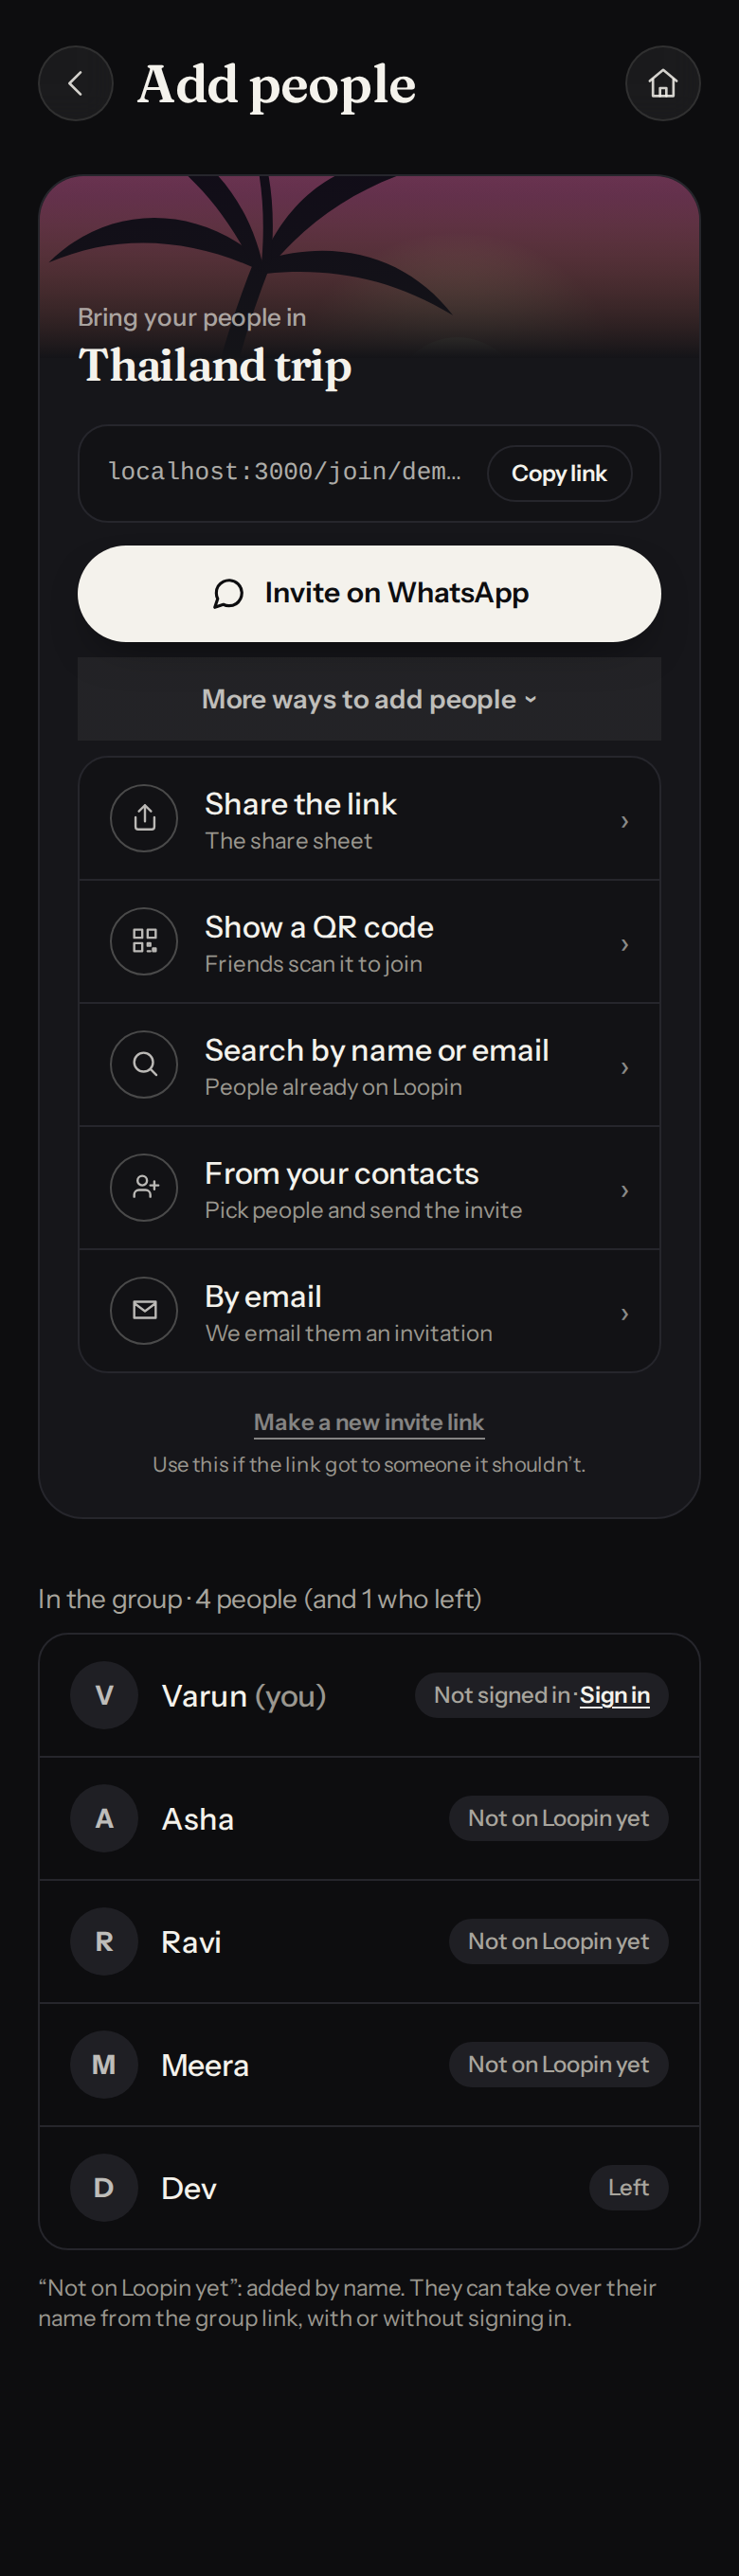 Add people
Bring your people in
Thailand trip
localhost:3000/join/dem…
Copy link
Invite on WhatsApp
More ways to add people
Share the link
The share sheet
Show a QR code
Friends scan it to join
Search by name or email
People already on Loopin
From your contacts
Pick people and send the invite
By email
We email them an invitation
Make a new invite link
Use this if the link got to someone it shouldn’t.
In the group · 4 people (and 1 who left)
V
Varun (you)
Not signed in · Sign in
A
Asha
Not on Loopin yet
R
Ravi
Not on Loopin yet
M
Meera
Not on Loopin yet
D
Dev
Left
“Not on Loopin yet”: added by name. They can take over their
name from the group link, with or without signing in.